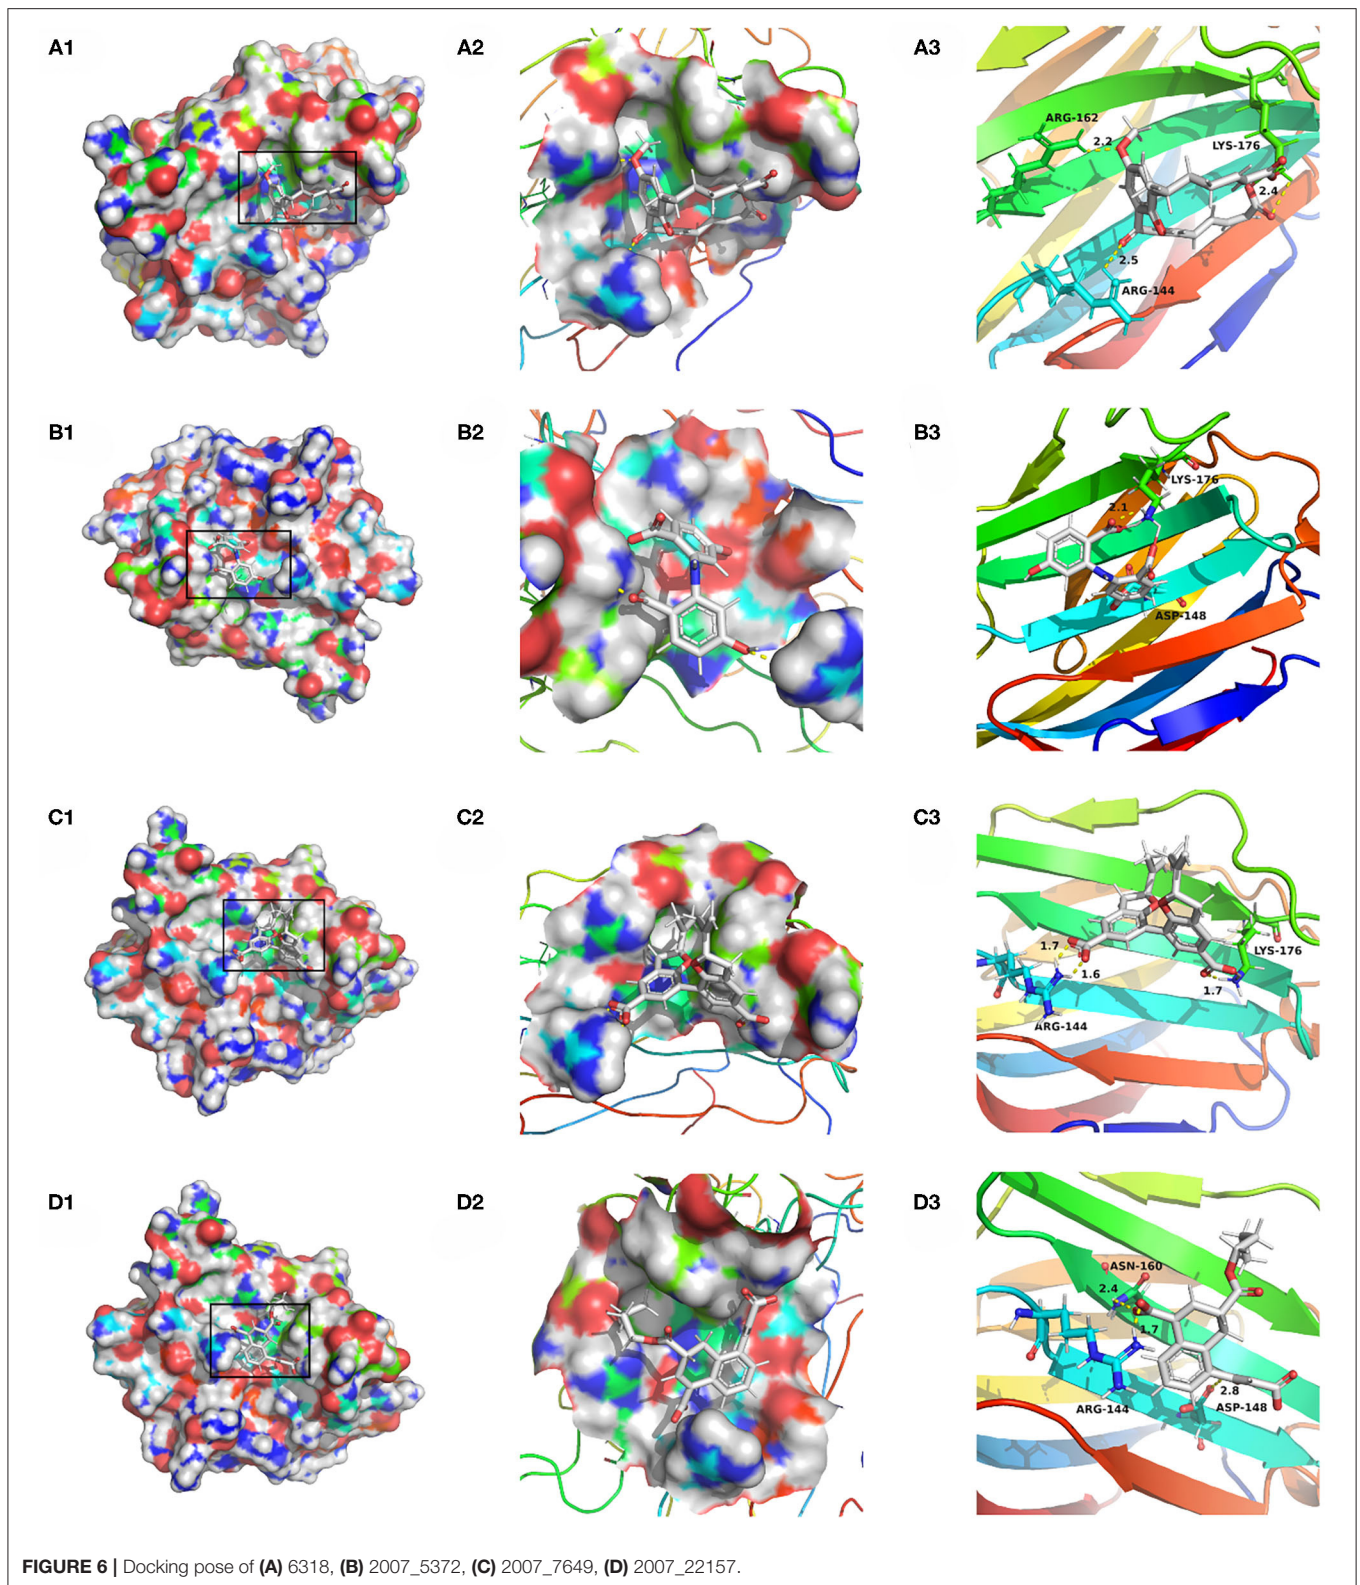 A1
A2
A3
ARG-162
2.2
LYS-176
2.4
2.5
ARG-144
B1
B2
B3
LYS-176
2.1
ASP-148
C1
C2
C3
1.7
LYS-176
1.6
1.7
ARG-144
D1
D2
D3
ASN-160
2.4
1.7
2.8
ARG-144
ASP-148
FIGURE 6 | Docking pose of (A) 6318, (B) 2007_5372, (C) 2007_7649, (D) 2007_22157.